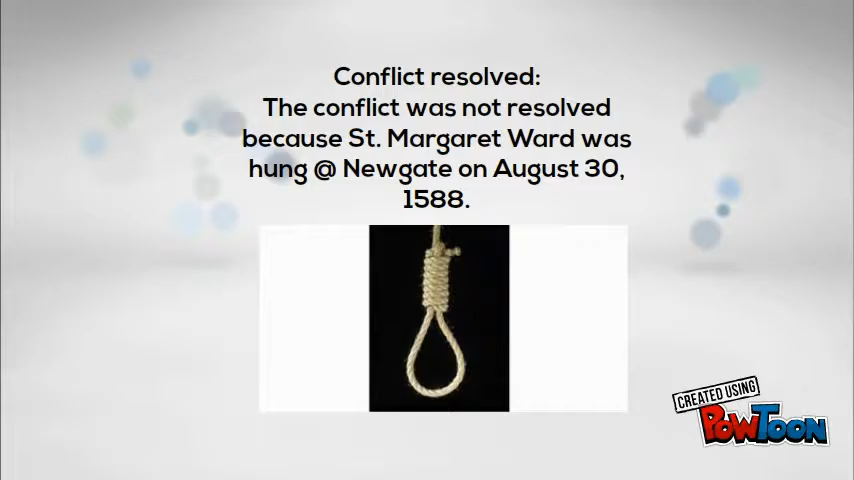 Conflict resolved:
The conflict was not resolved
because St. Margaret Ward was
hung @ Newgate on August 30,
1588.
CREATED USING
POWTOON